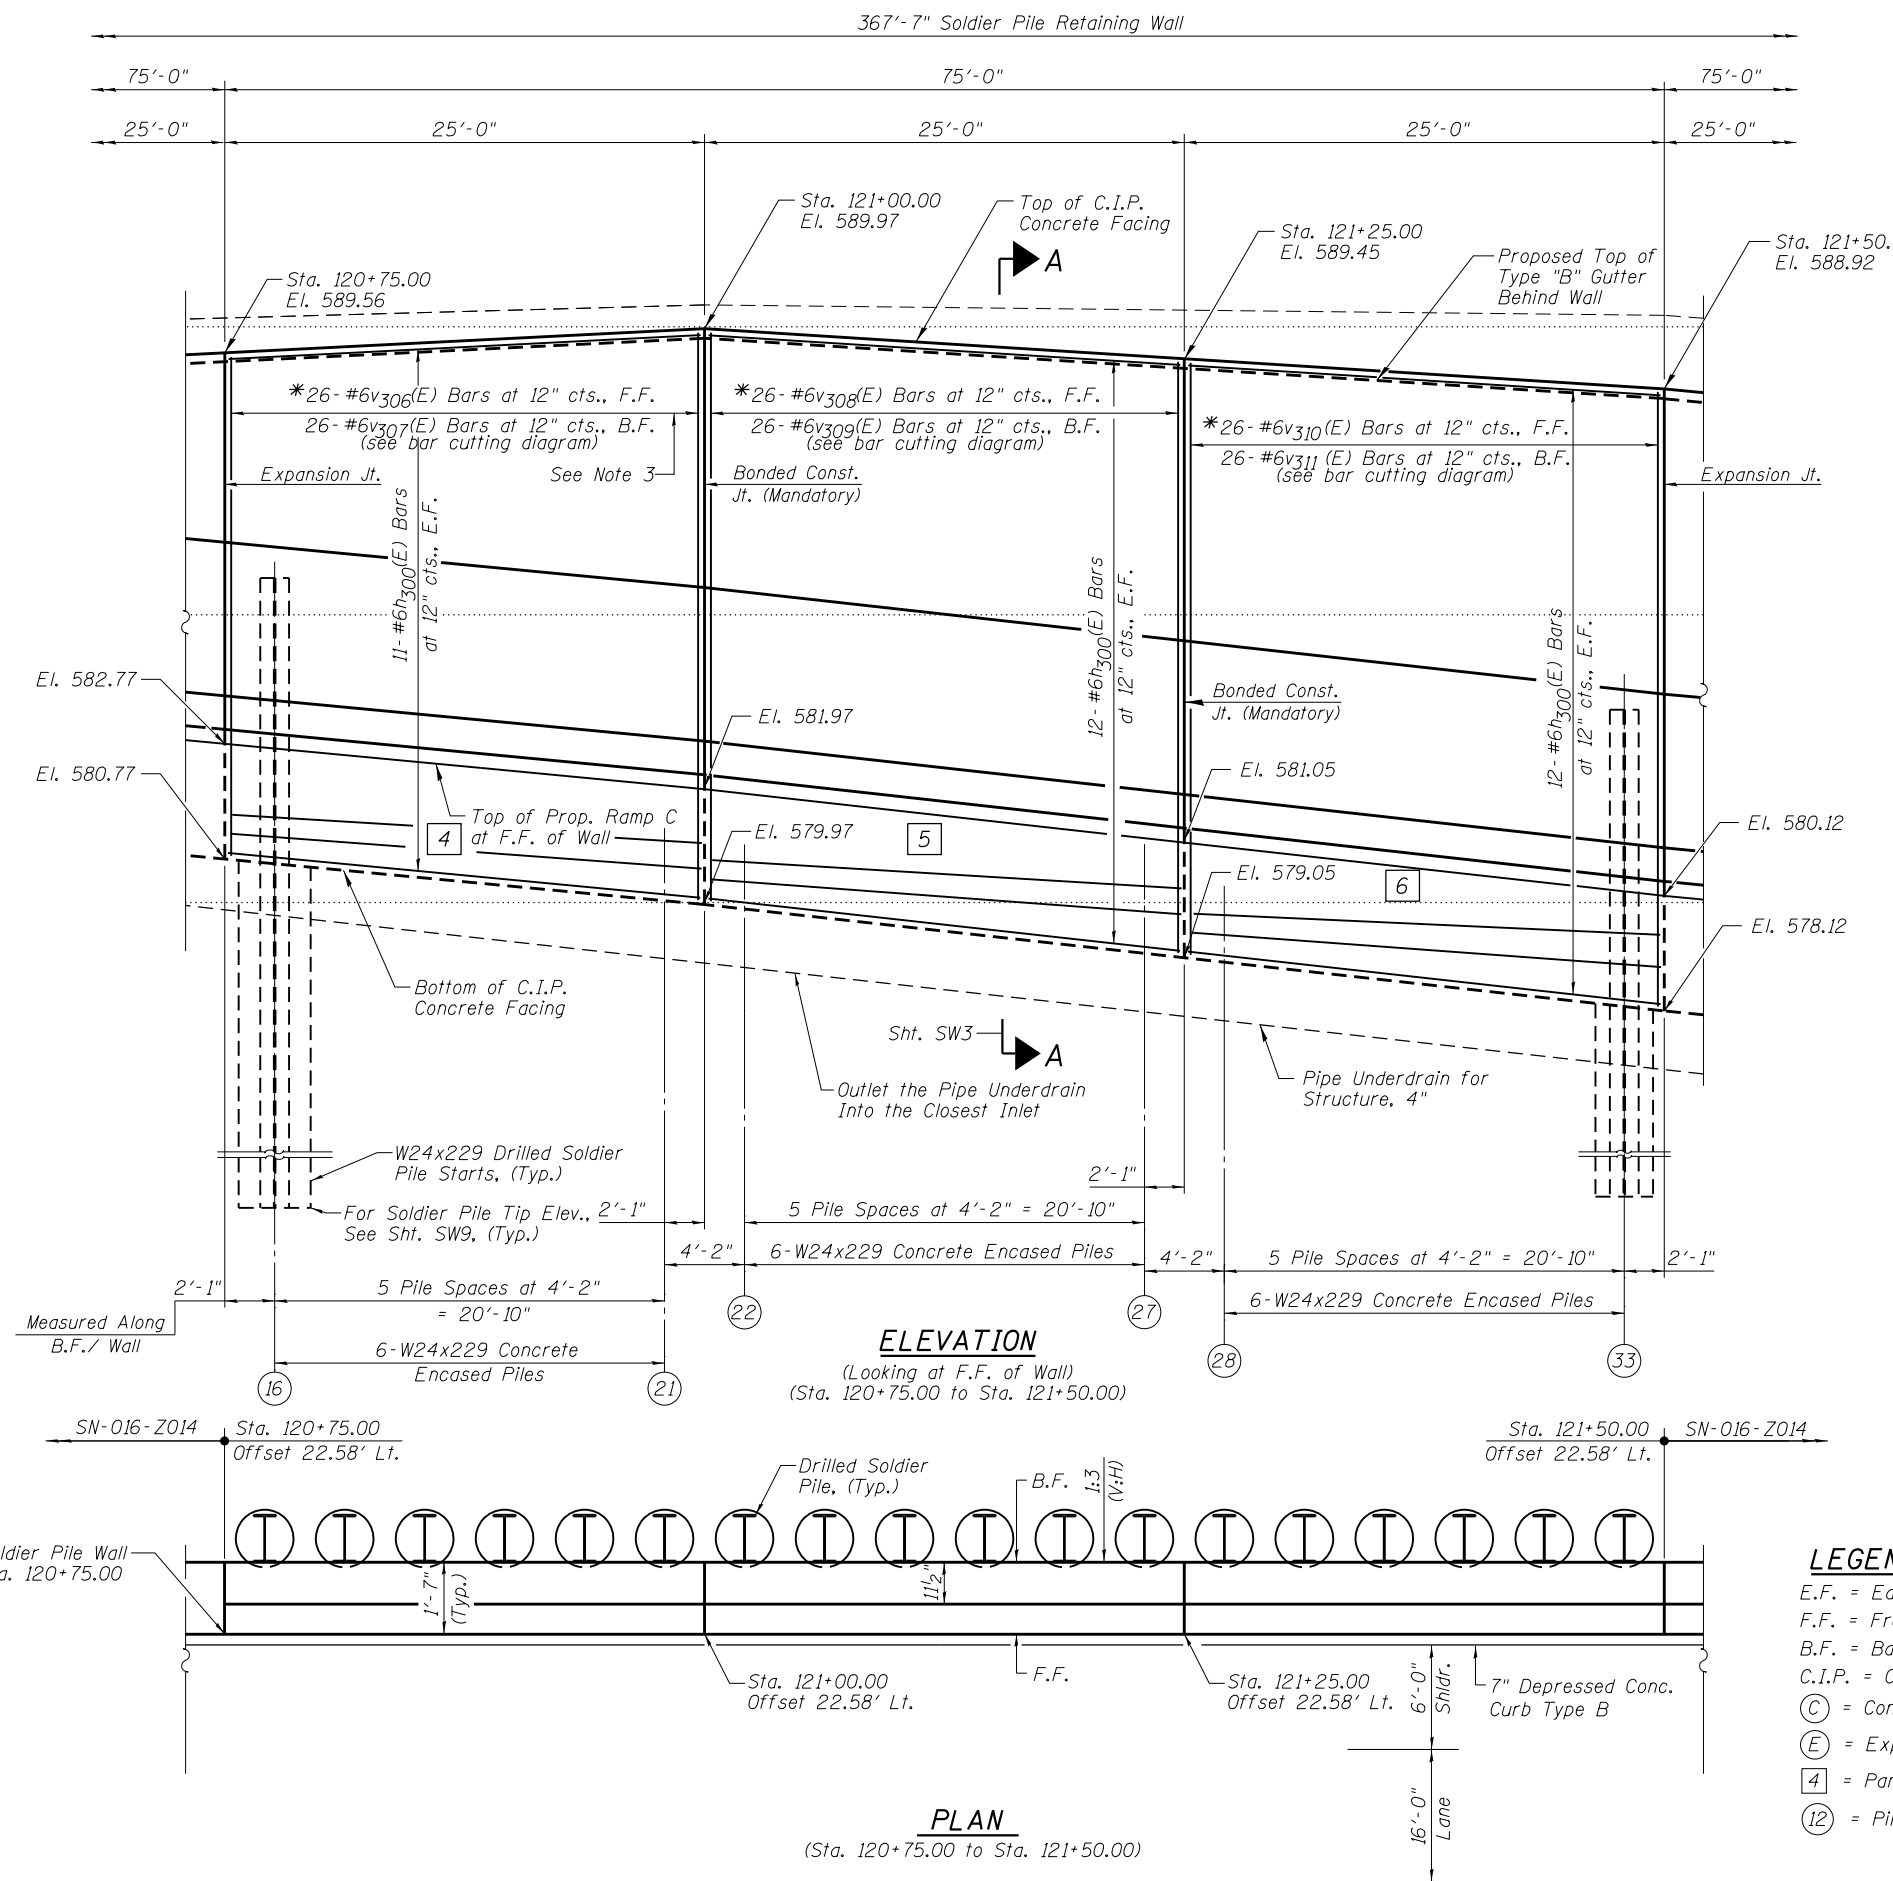 367'-7" Soldier Pile Retaining Wall
75'-0" 75'-0" 75'-0"
25'-0" 25'-0" 25'-0" 25'-0" 25'-0"
Sta. 120+75.00
El. 589.56
Sta. 121+00.00
El. 589.97
Top of C.I.P.
Concrete Facing
A
Sta. 121+25.00
El. 589.45
Proposed Top of
Type "B" Gutter
Behind Wall
Sta. 121+50.
El. 588.92
*26-#6v306(E) Bars at 12" cts., F.F.
26-#6v307(E) Bars at 12" cts., B.F.
(see bar cutting diagram)
*26-#6v308(E) Bars at 12" cts., F.F.
26-#6v309(E) Bars at 12" cts., B.F.
(see bar cutting diagram)
*26-#6v310(E) Bars at 12" cts., F.F.
26-#6v311(E) Bars at 12" cts., B.F.
(see bar cutting diagram)
Expansion Jt.
See Note 3
Bonded Const.
Jt. (Mandatory)
Expansion Jt.
11-#6h300(E) Bars
at 12" cts., E.F.
12-#6h300(E) Bars
at 12" cts., E.F.
12-#6h300(E) Bars
at 12" cts., E.F.
Bonded Const.
Jt. (Mandatory)
El. 582.77
El. 580.77
El. 581.97
El. 579.97
El. 581.05
El. 579.05
El. 580.12
El. 578.12
Top of Prop. Ramp C
at F.F. of Wall
4
5
6
Bottom of C.I.P.
Concrete Facing
Sht. SW3
A
Outlet the Pipe Underdrain
Into the Closest Inlet
Pipe Underdrain for
Structure, 4"
W24x229 Drilled Soldier
Pile Starts, (Typ.)
For Soldier Pile Tip Elev.,
See Sht. SW9, (Typ.)
2'-1"
5 Pile Spaces at 4'-2" = 20'-10"
2'-1"
4'-2"
6-W24x229 Concrete Encased Piles
4'-2"
5 Pile Spaces at 4'-2" = 20'-10"
2'-1"
2'-1"
5 Pile Spaces at 4'-2"
= 20'-10"
6-W24x229 Concrete Encased Piles
Measured Along
B.F./ Wall
6-W24x229 Concrete
Encased Piles
16
21
22
27
28
33
ELEVATION
(Looking at F.F. of Wall)
(Sta. 120+75.00 to Sta. 121+50.00)
SN-016-Z014
Sta. 120+75.00
Offset 22.58' Lt.
Sta. 121+50.00
Offset 22.58' Lt.
SN-016-Z014
Drilled Soldier
Pile, (Typ.)
B.F.
1:3
(V:H)
ldier Pile Wall
a. 120+75.00
1'-7"
(Typ.)
11½"
F.F.
Sta. 121+00.00
Offset 22.58' Lt.
Sta. 121+25.00
Offset 22.58' Lt.
6'-0"
Shldr.
7" Depressed Conc.
Curb Type B
16'-0"
Lane
PLAN
(Sta. 120+75.00 to Sta. 121+50.00)
LEGEN
E.F. = Ea
F.F. = Fr
B.F. = Ba
C.I.P. = C
C = Con
E = Exp
4 = Par
12 = Pil